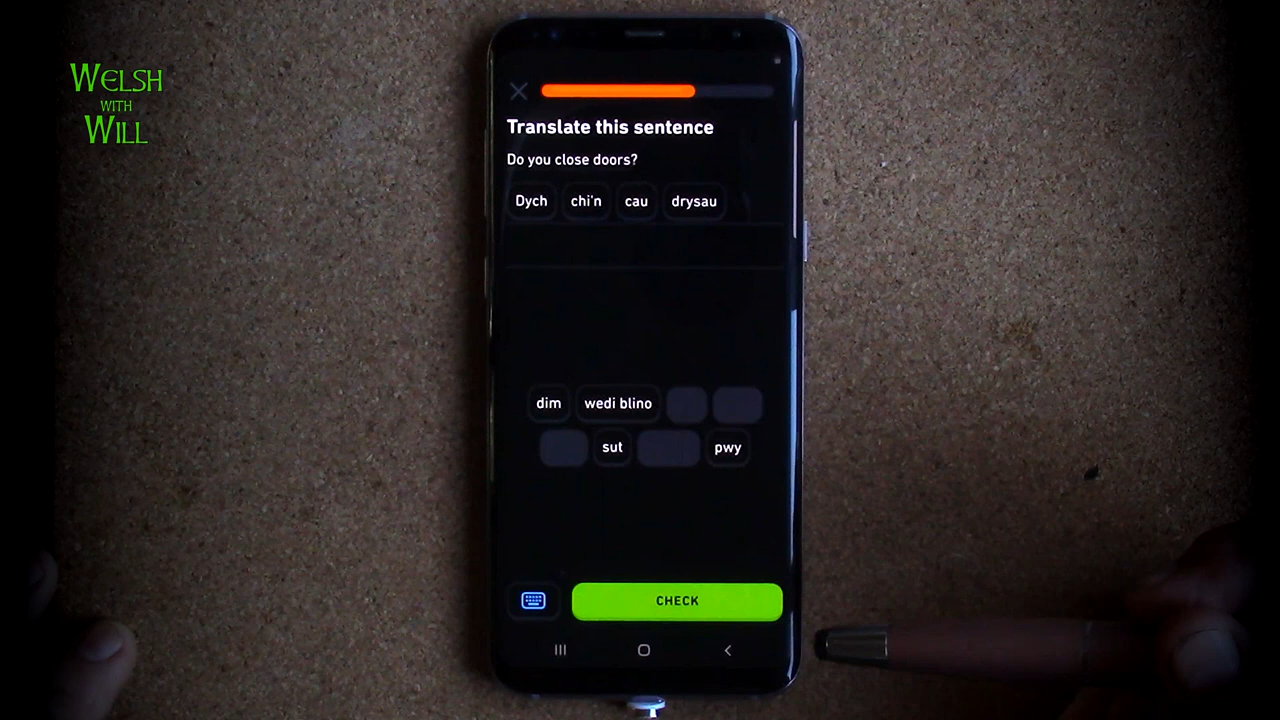 WELSH
WITH
WILL
Translate this sentence
Do you close doors?
Dych chi'n cau drysau
dim wedi blino
sut pwy
CHECK